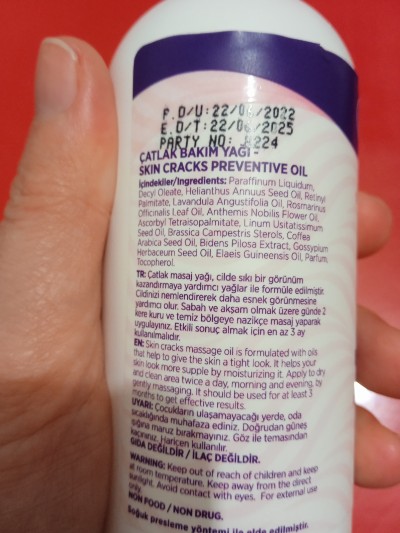 P.D/U:22/06/2022
E.D/T:22/06/2025
PARTY NO: 8224
ÇATLAK BAKIM YAĞI -
SKIN CRACKS PREVENTIVE OIL
İçindekiler/Ingredients: Paraffinum Liquidum,
Decyl Oleate, Helianthus Annuus Seed Oil, Retinyl
Palmitate, Lavandula Angustifolia Oil, Rosmarinus
Officinalis Leaf Oil, Anthemis Nobilis Flower Oil,
Ascorbyl Tetraisopalmitate, Linum Usitatissimum
Seed Oil, Brassica Campestris Sterols, Coffea
Arabica Seed Oil, Bidens Pilosa Extract, Gossypium
Herbaceum Seed Oil, Elaeis Guineensis Oil, Parfum,
Tocopherol.
TR: Çatlak masaj yağı, cilde sıkı bir görünüm
kazandırmaya yardımcı yağlar ile formüle edilmiştir.
Cildinizi nemlendirerek daha esnek görünmesine
yardımcı olur. Sabah ve akşam olmak üzere günde 2
kere kuru ve temiz bölgeye nazikçe masaj yaparak
uygulayınız. Etkili sonuç almak için en az 3 ay
kullanılmalıdır.
EN: Skin cracks massage oil is formulated with oils
that help to give the skin a tight look. It helps your
skin look more supple by moisturizing it. Apply to dry
and clean area twice a day, morning and evening, by
gently massaging. It should be used for at least 3
months to get effective results.
UYARI: Çocukların ulaşamayacağı yerde, oda
sıcaklığında muhafaza ediniz. Doğrudan güneş
ışığına maruz bırakmayınız. Göz ile temasından
kaçınınız. Haricen kullanılır.
GIDA DEĞİLDİR / İLAÇ DEĞİLDİR.
WARNING: Keep out of reach of children and keep
at room temperature. Keep away from the direct
sunlight. Avoid contact with eyes. For external use
only.
NON FOOD / NON DRUG.
Soğuk presleme yöntemi ile elde edilmiştir.